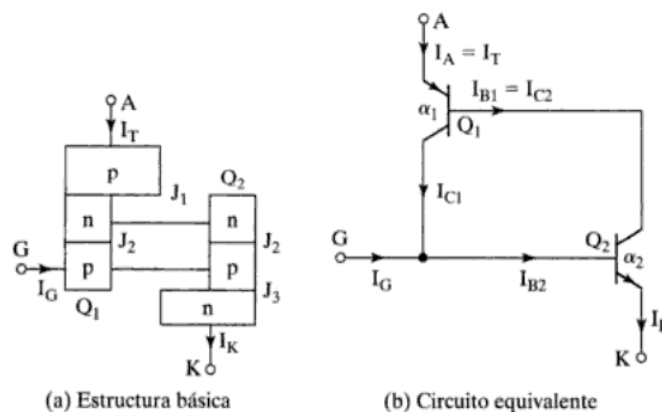 A
I_T
p
J_1
Q_2
n
n
J_2
J_2
G
p
p
I_G
J_3
Q_1
n
I_K
K
(a) Estructura básica
A
I_A = I_T
I_B1 = I_C2
α_1
Q_1
I_C1
G
Q_2
α_2
I_G
I_B2
K
(b) Circuito equivalente